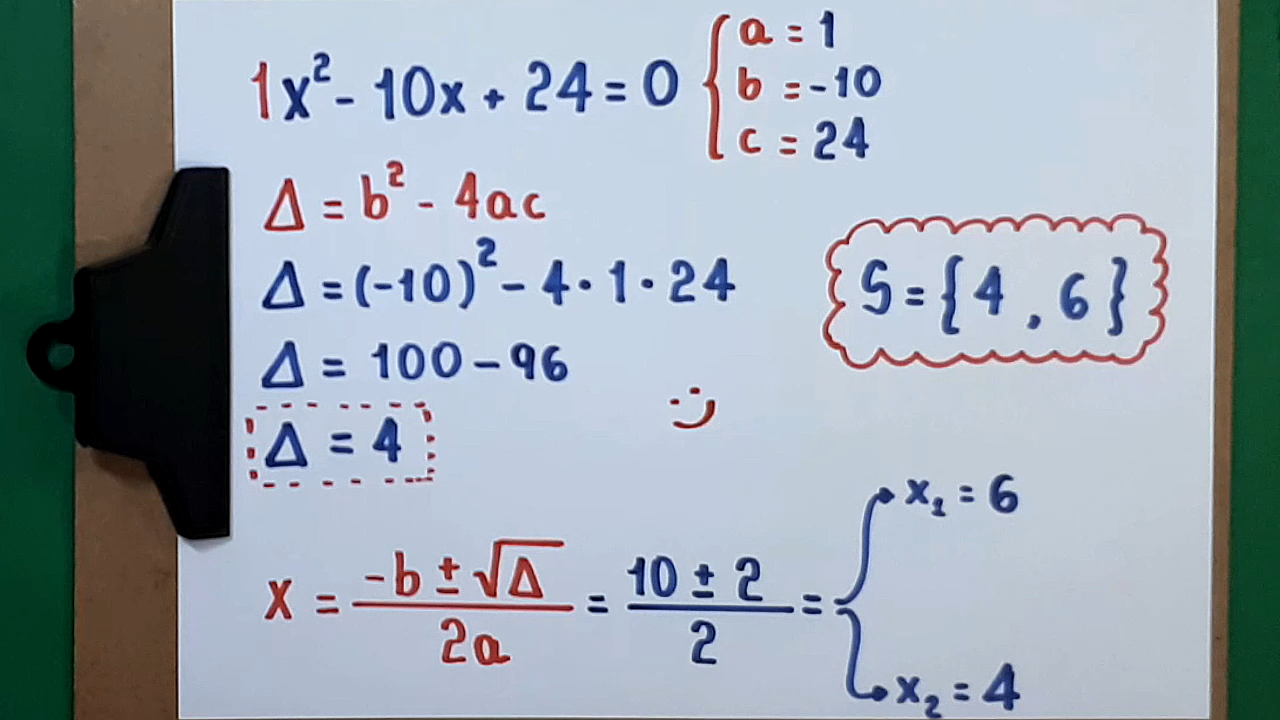 1x² - 10x + 24 = 0
a = 1
b = -10
c = 24
Δ = b² - 4ac
Δ = (-10)² - 4 · 1 · 24
Δ = 100 - 96
Δ = 4
S = {4, 6}
x = (-b ± √Δ)/2a = (10 ± 2)/2 =
x₁ = 6
x₂ = 4